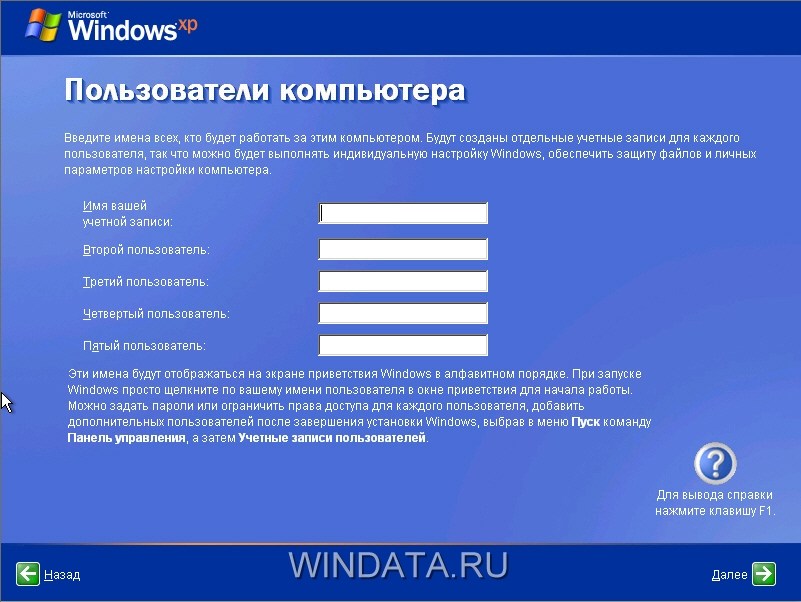 Microsoft
Windows xp
Пользователи компьютера
Введите имена всех, кто будет работать за этим компьютером. Будут созданы отдельные учетные записи для каждого
пользователя, так что можно будет выполнять индивидуальную настройку Windows, обеспечить защиту файлов и личных
параметров настройки компьютера.
Имя вашей
учетной записи:
Второй пользователь:
Третий пользователь:
Четвертый пользователь:
Пятый пользователь:
Эти имена будут отображаться на экране приветствия Windows в алфавитном порядке. При запуске
Windows просто щелкните по вашему имени пользователя в окне приветствия для начала работы.
Можно задать пароли или ограничить права доступа для каждого пользователя, добавить
дополнительных пользователей после завершения установки Windows, выбрав в меню Пуск команду
Панель управления, а затем Учетные записи пользователей.
?
Для вывода справки
нажмите клавишу F1.
Назад
WINDATA.RU
Далее